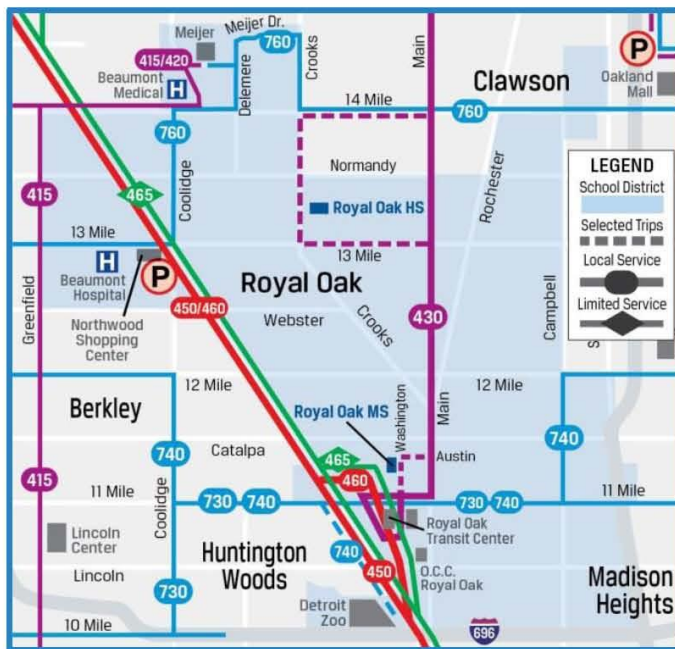 Meijer Dr.
Meijer
760
415/420
Beaumont
Medical
H
Delemere
Crooks
Main
Clawson
P
Oakland
Mall
14 Mile
760
760
Coolidge
415
465
Normandy
Royal Oak HS
Rochester
LEGEND
School District
Selected Trips
Local Service
Limited Service
13 Mile
13 Mile
H
Beaumont
Hospital
P
Northwood
Shopping
Center
Greenfield
Royal Oak
450/460
Webster
Crooks
430
Campbell
S
12 Mile
12 Mile
Berkley
Royal Oak MS
Washington
Main
Catalpa
740
740
465
460
Austin
415
11 Mile
Coolidge
730
740
730
740
11 Mile
Lincoln
Center
Royal Oak
Transit Center
Huntington
Woods
740
450
O.C.C.
Royal Oak
Lincoln
730
Detroit
Zoo
Madison
Heights
10 Mile
696